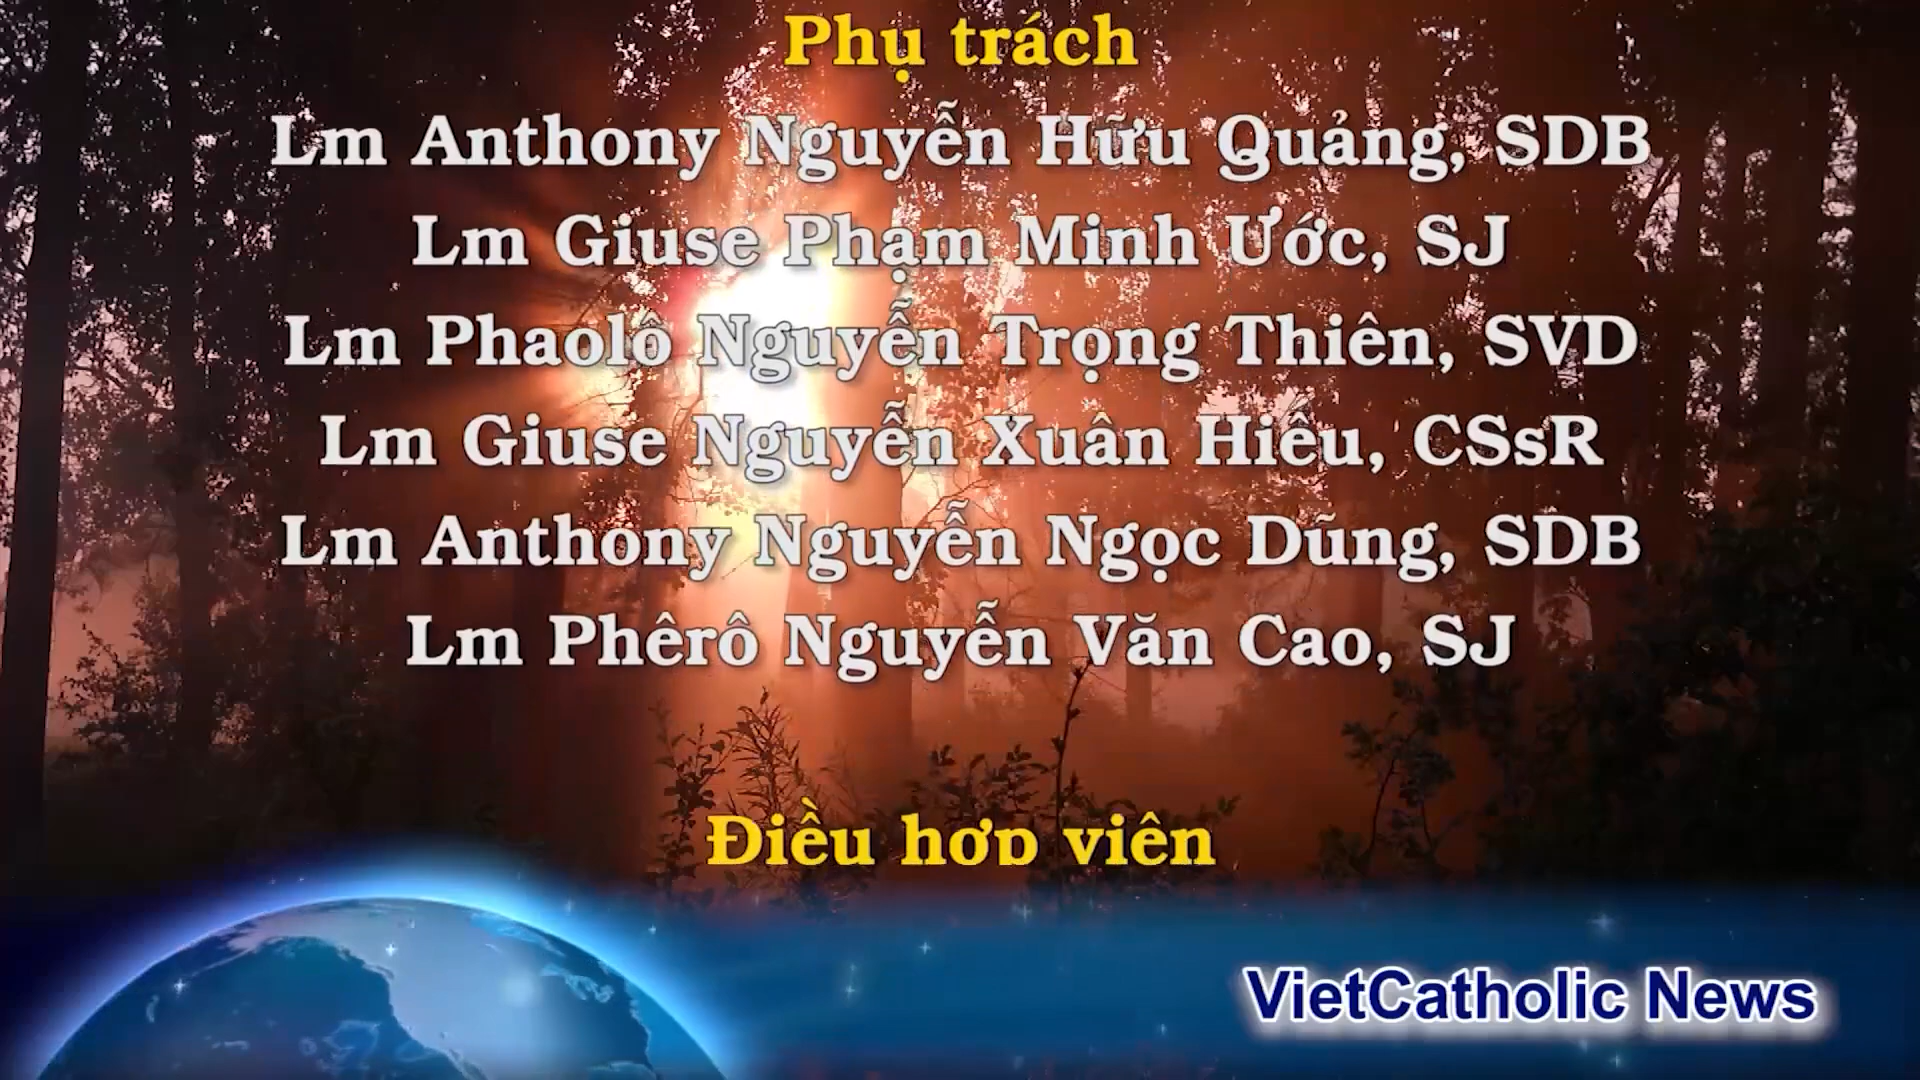 Phụ trách
Lm Anthony Nguyễn Hữu Quảng, SDB
Lm Giuse Phạm Minh Ước, SJ
Lm Phaolô Nguyễn Trọng Thiên, SVD
Lm Giuse Nguyễn Xuân Hiêu, CSsR
Lm Anthony Nguyễn Ngọc Dũng, SDB
Lm Phêrô Nguyễn Văn Cao, SJ
Điều hợp viên
VietCatholic News